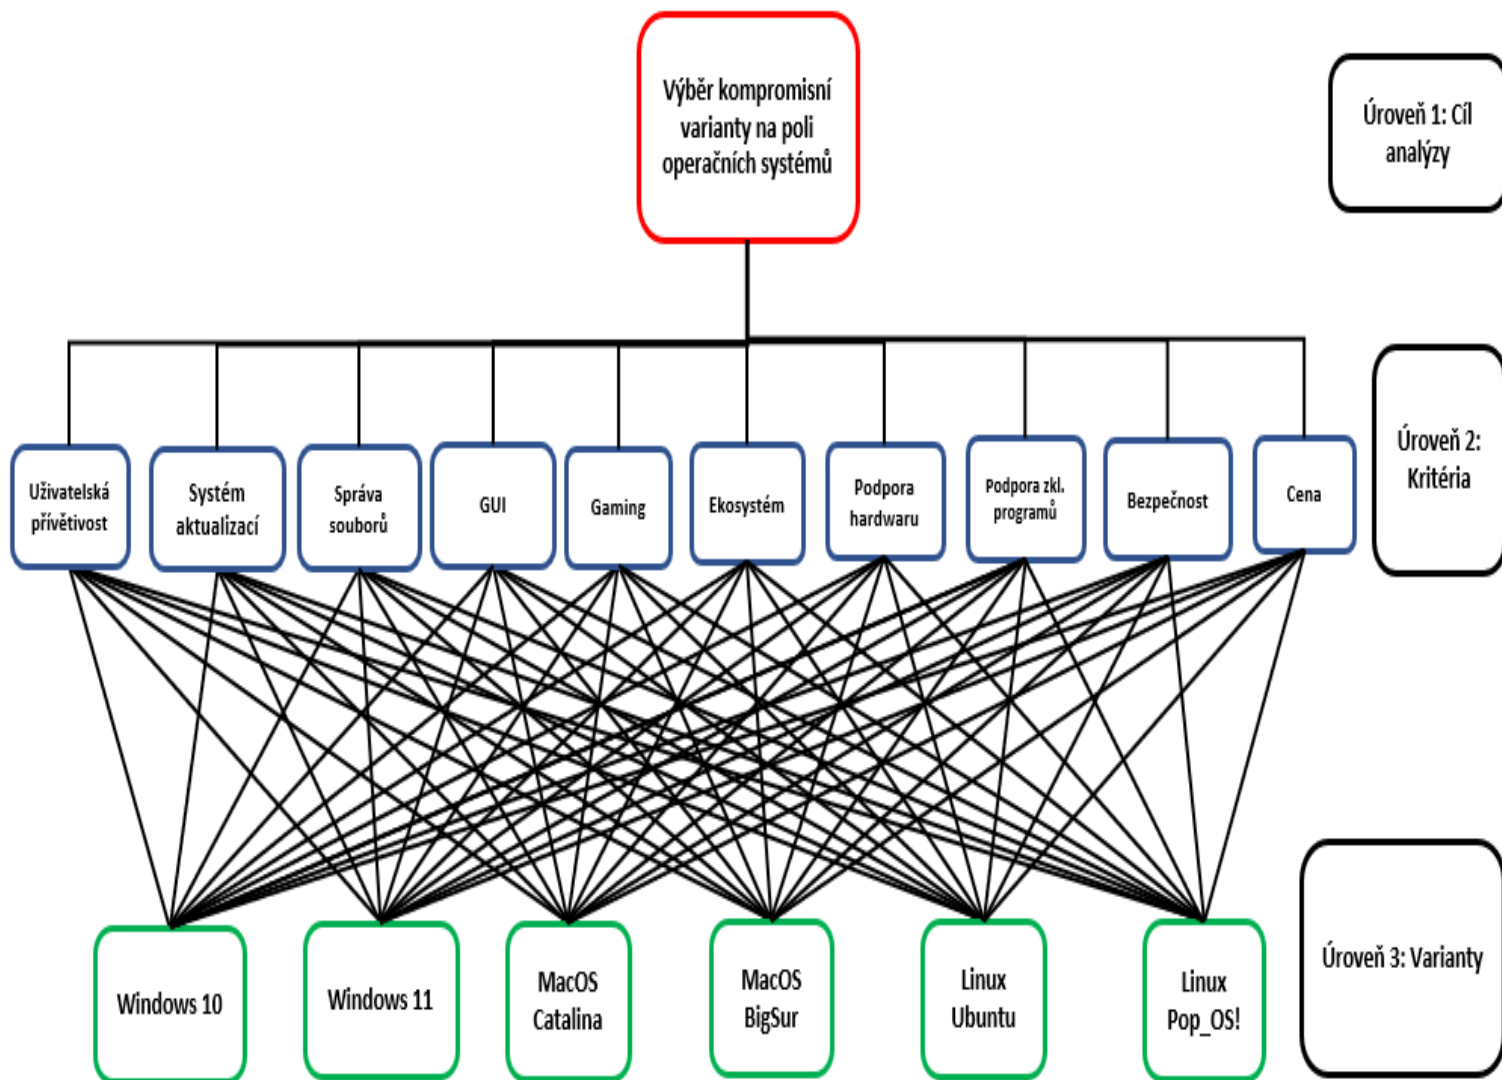 Výběr kompromisní
varianty na poli
operačních systémů
Úroveň 1: Cíl
analýzy
Uživatelská
přívětivost
Systém
aktualizací
Správa
souborů
GUI
Gaming
Ekosystém
Podpora
hardwaru
Podpora zkl.
programů
Bezpečnost
Cena
Úroveň 2:
Kritéria
Windows 10
Windows 11
MacOS
Catalina
MacOS
BigSur
Linux
Ubuntu
Linux
Pop_OS!
Úroveň 3: Varianty